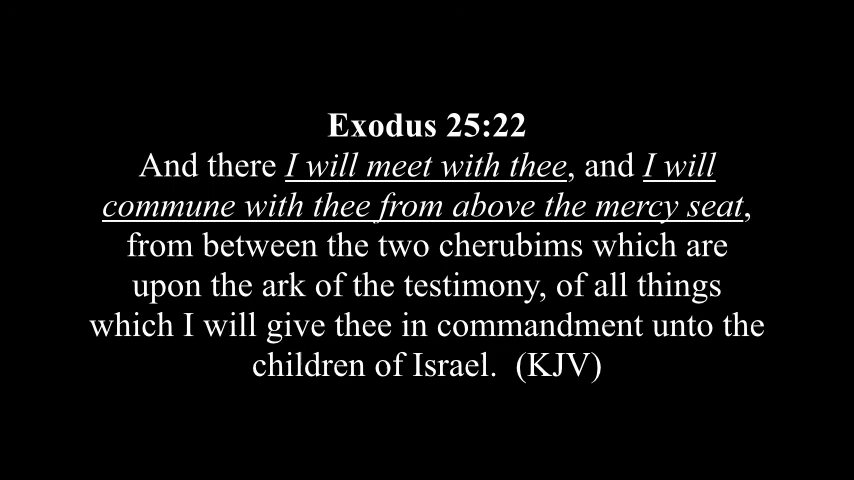 Exodus 25:22
And there I will meet with thee, and I will
commune with thee from above the mercy seat,
from between the two cherubims which are
upon the ark of the testimony, of all things
which I will give thee in commandment unto the
children of Israel.  (KJV)